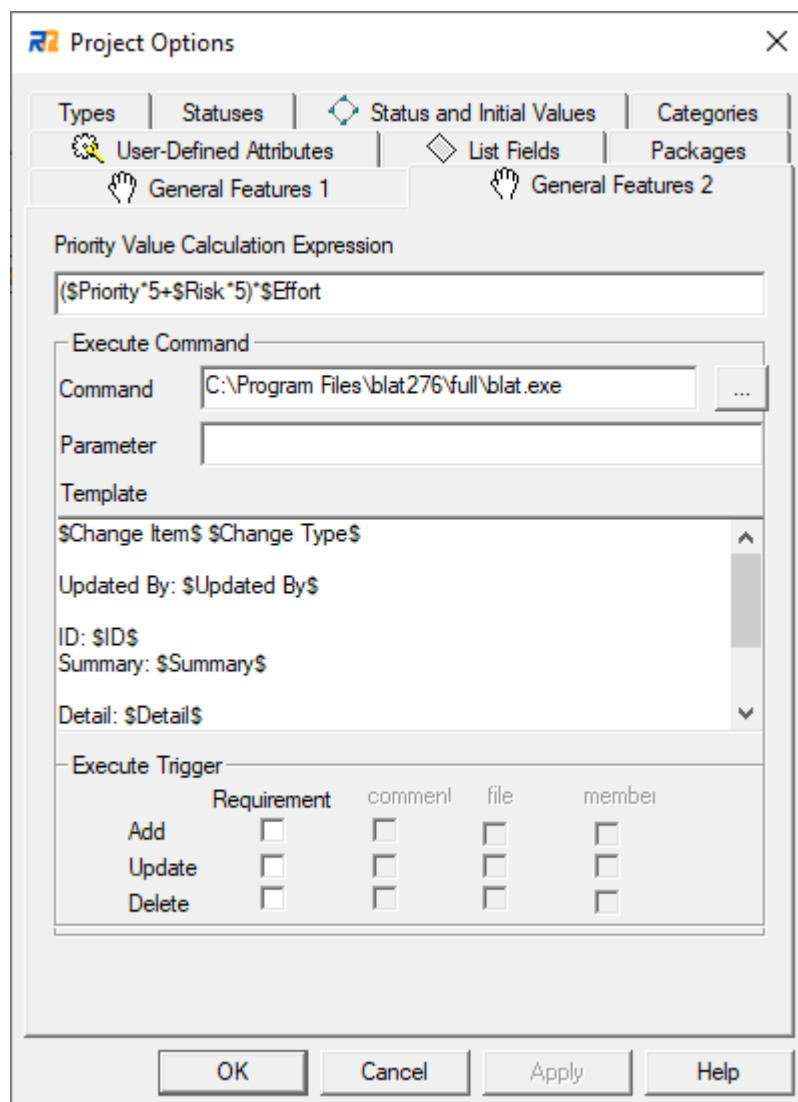 Project Options
Types Statuses Status and Initial Values Categories
User-Defined Attributes List Fields Packages
General Features 1 General Features 2
Priority Value Calculation Expression
($Priority*5+$Risk*5)*$Effort
Execute Command
Command C:\Program Files\blat276\full\blat.exe ...
Parameter
Template
$Change Item$ $Change Type$
Updated By: $Updated By$
ID: $ID$
Summary: $Summary$
Detail: $Detail$
Execute Trigger
Requirement comment file member
Add
Update
Delete
OK Cancel Apply Help